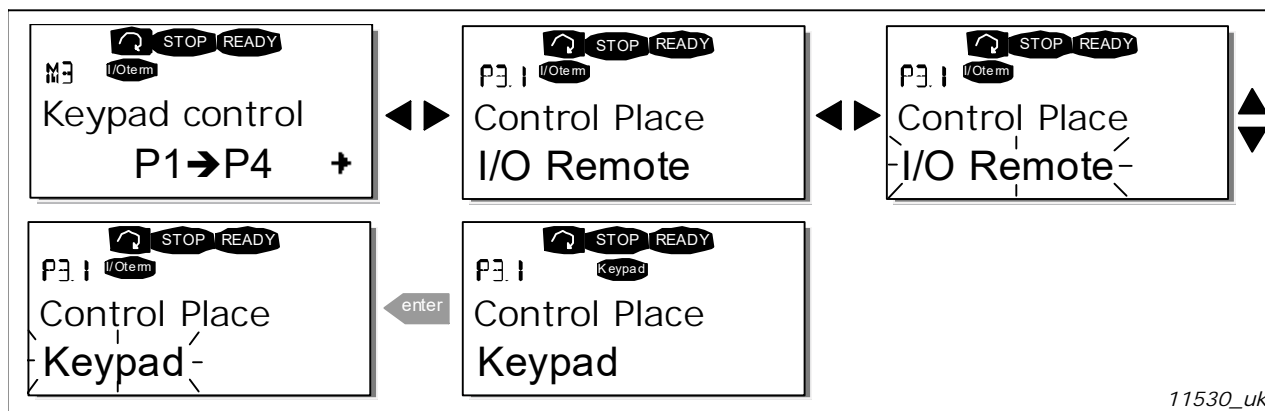 STOP READY
M3 I/Oterm
Keypad control
P1➔P4
STOP READY
P3.1 I/Oterm
Control Place
I/O Remote
STOP READY
P3.1 I/Oterm
Control Place
I/O Remote
STOP READY
P3.1 I/Oterm
Control Place
Keypad
enter
STOP READY
P3.1 Keypad
Control Place
Keypad
11530_uk